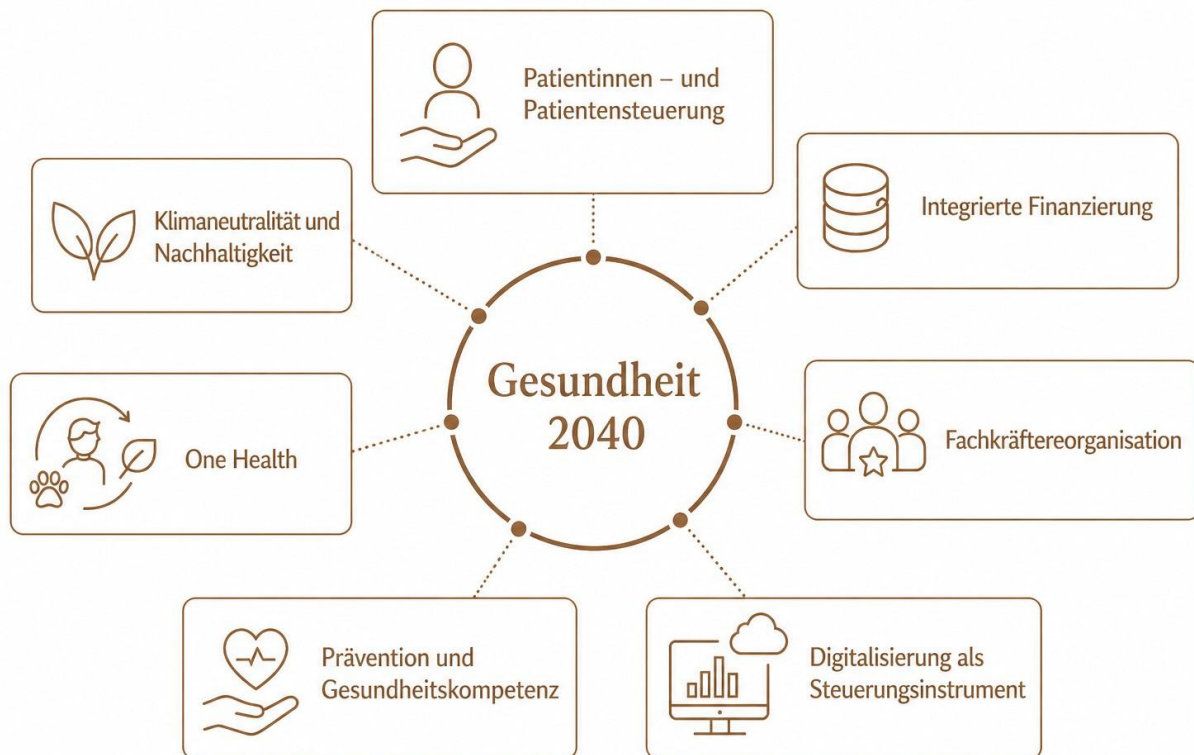 Patientinnen – und
Patientensteuerung
Integrierte Finanzierung
Klimaneutralität und
Nachhaltigkeit
Gesundheit
2040
Fachkräftereorganisation
One Health
Prävention und
Gesundheitskompetenz
Digitalisierung als
Steuerungsinstrument